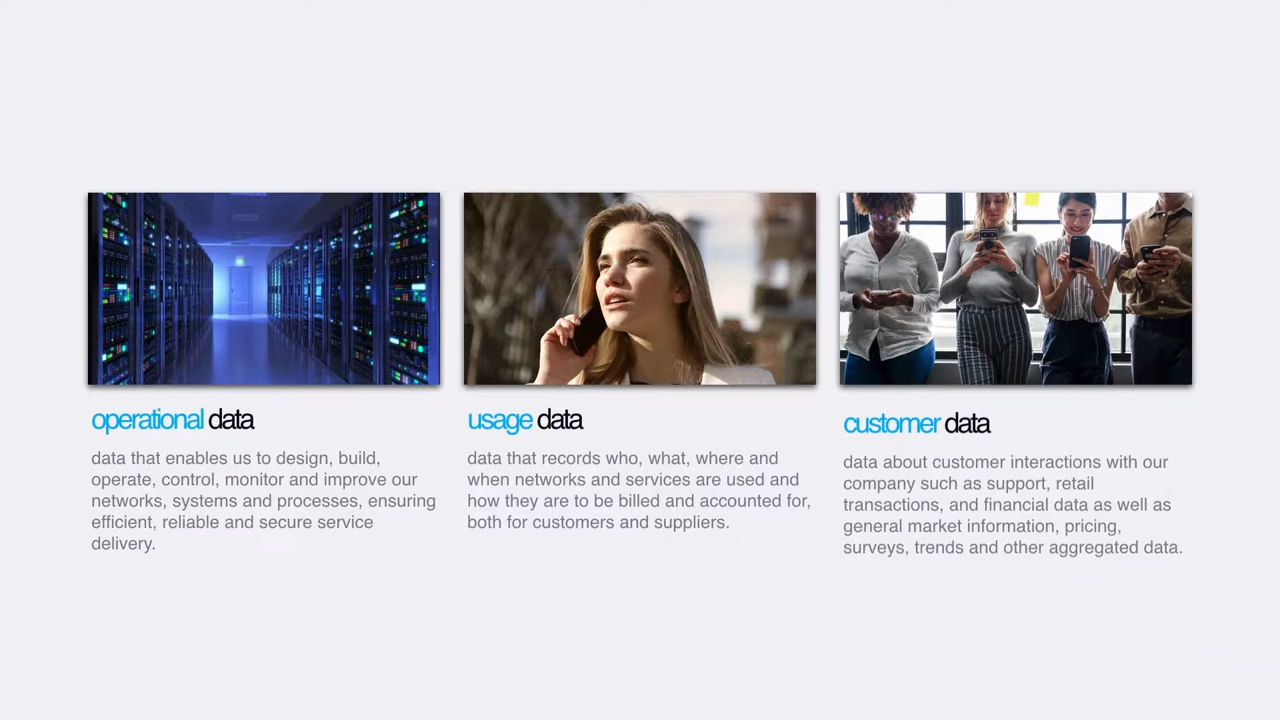 operational data
data that enables us to design, build,
operate, control, monitor and improve our
networks, systems and processes, ensuring
efficient, reliable and secure service
delivery.
usage data
data that records who, what, where and
when networks and services are used and
how they are to be billed and accounted for,
both for customers and suppliers.
customer data
data about customer interactions with our
company such as support, retail
transactions, and financial data as well as
general market information, pricing,
surveys, trends and other aggregated data.